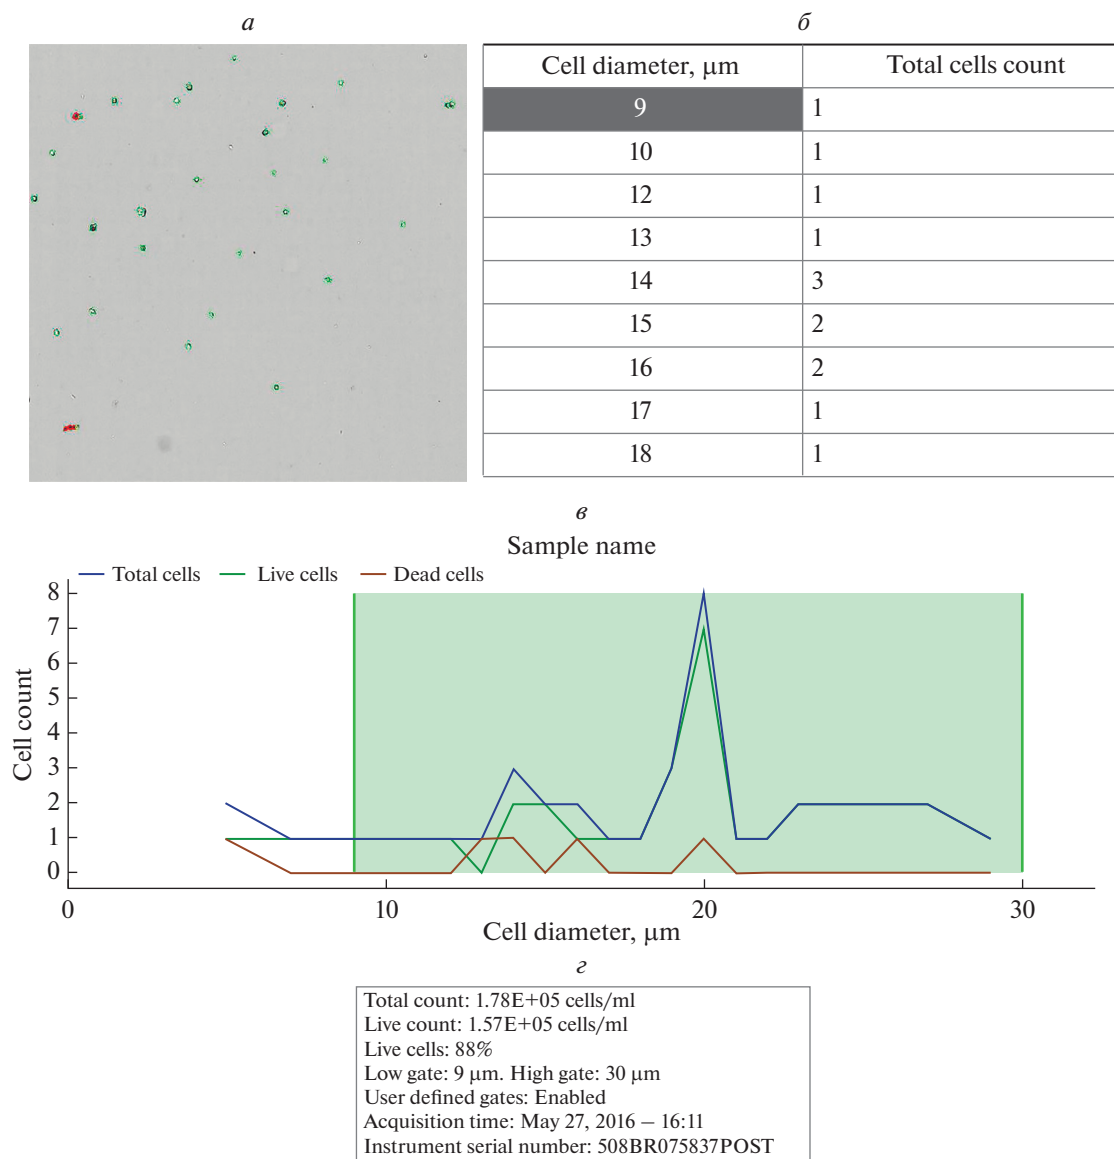 а
б
Cell diameter, µm Total cells count
9 1
10 1
12 1
13 1
14 3
15 2
16 2
17 1
18 1
в
Sample name
Total cells Live cells Dead cells
8
7
6
5
4
3
2
1
0
Cell count
0 10 20 30
Cell diameter, µm
г
Total count: 1.78E+05 cells/ml
Live count: 1.57E+05 cells/ml
Live cells: 88%
Low gate: 9 µm. High gate: 30 µm
User defined gates: Enabled
Acquisition time: May 27, 2016 – 16:11
Instrument serial number: 508BR075837POST